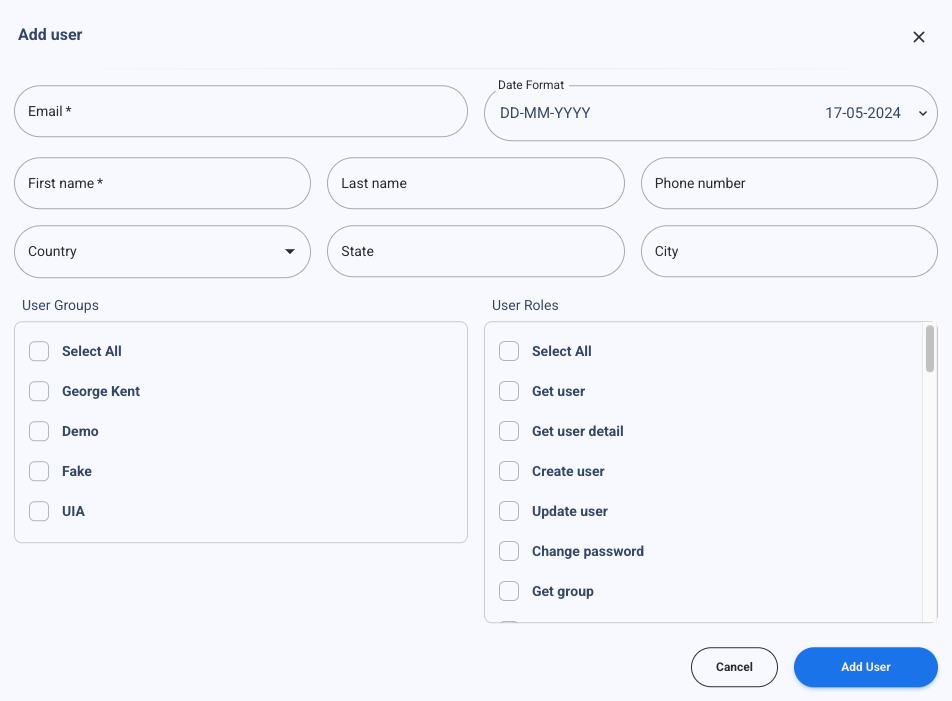 Add user
Date Format
Email *
DD-MM-YYYY 17-05-2024
First name *
Last name
Phone number
Country
State
City
User Groups
Select All
George Kent
Demo
Fake
UIA
User Roles
Select All
Get user
Get user detail
Create user
Update user
Change password
Get group
Cancel
Add User